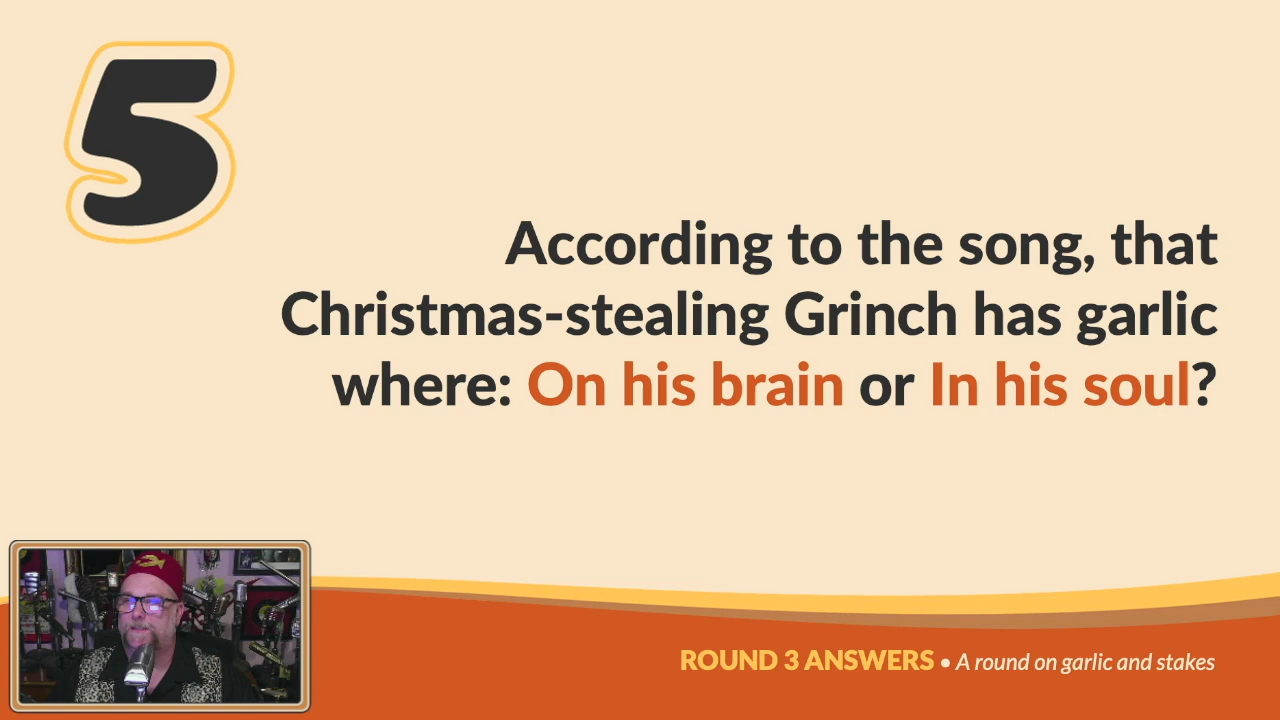 5
According to the song, that
Christmas-stealing Grinch has garlic
where: On his brain or In his soul?
ROUND 3 ANSWERS • A round on garlic and stakes